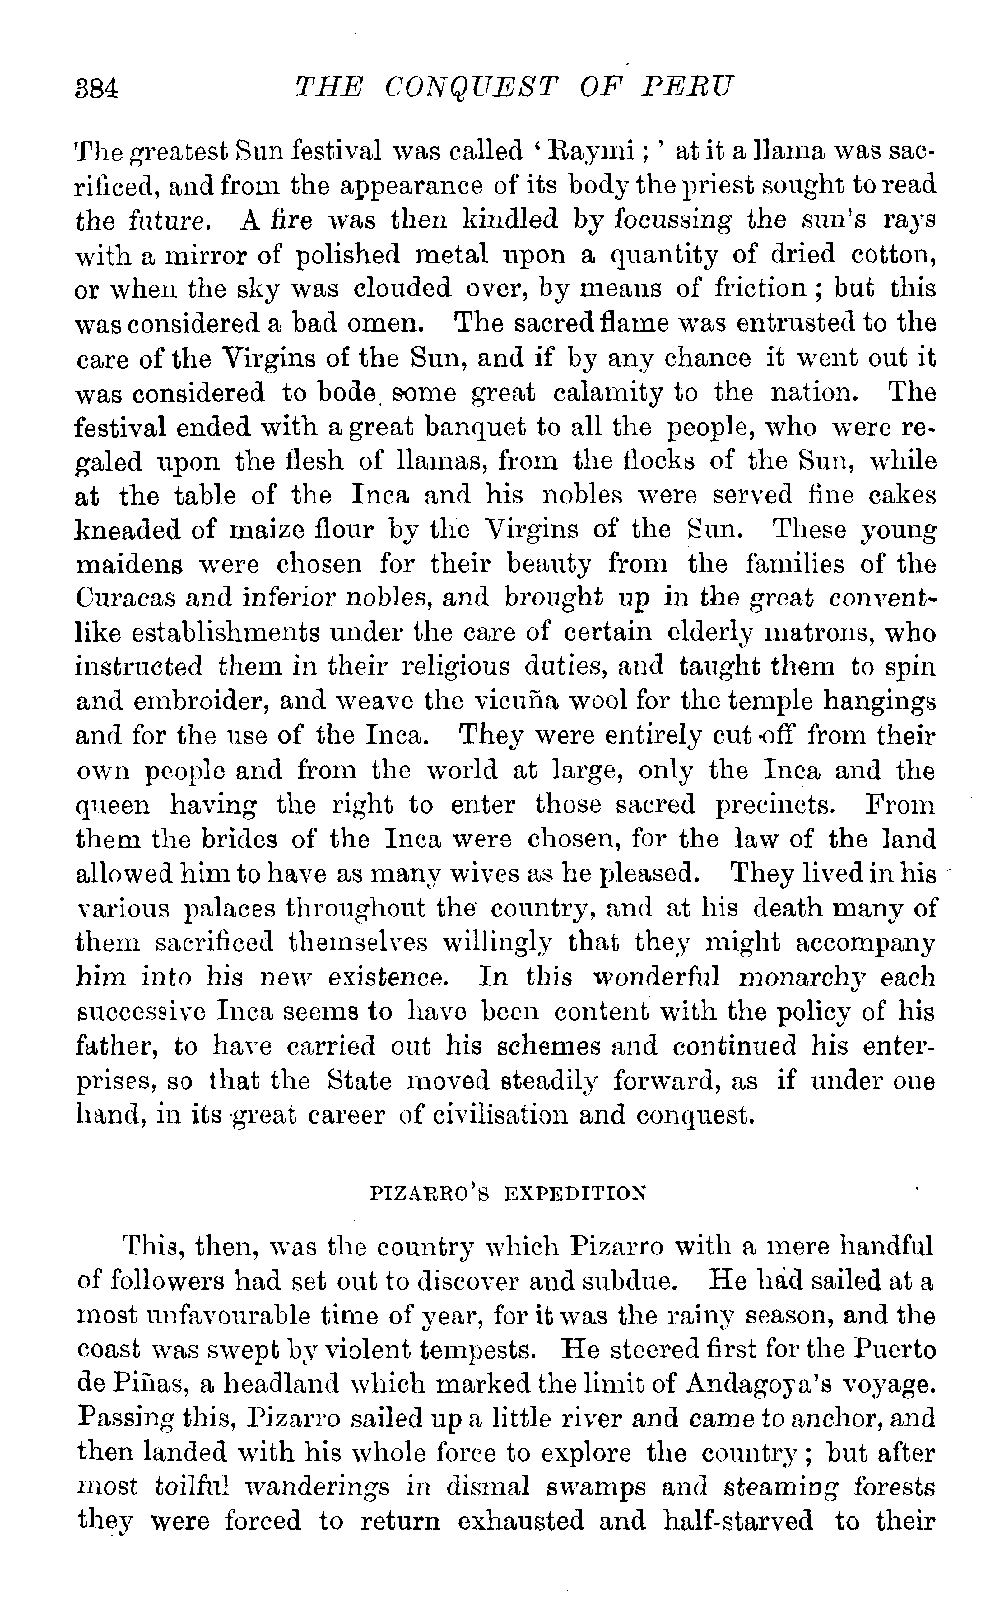 384 THE CONQUEST OF PERU
The greatest Sun festival was called ‘ Raymi ; ’ at it a llama was sac-
rificed, and from the appearance of its body the priest sought to read
the future. A fire was then kindled by focussing the sun's rays
with a mirror of polished metal upon a quantity of dried cotton,
or when the sky was clouded over, by means of friction ; but this
was considered a bad omen. The sacred flame was entrusted to the
care of the Virgins of the Sun, and if by any chance it went out it
was considered to bode some great calamity to the nation. The
festival ended with a great banquet to all the people, who were re-
galed upon the flesh of llamas, from the flocks of the Sun, while
at the table of the Inca and his nobles were served fine cakes
kneaded of maize flour by the Virgins of the Sun. These young
maidens were chosen for their beauty from the families of the
Curacas and inferior nobles, and brought up in the great convent-
like establishments under the care of certain elderly matrons, who
instructed them in their religious duties, and taught them to spin
and embroider, and weave the vicuña wool for the temple hangings
and for the use of the Inca. They were entirely cut off from their
own people and from the world at large, only the Inca and the
queen having the right to enter those sacred precincts. From
them the brides of the Inca were chosen, for the law of the land
allowed him to have as many wives as he pleased. They lived in his
various palaces throughout the country, and at his death many of
them sacrificed themselves willingly that they might accompany
him into his new existence. In this wonderful monarchy each
successive Inca seems to have been content with the policy of his
father, to have carried out his schemes and continued his enter-
prises, so that the State moved steadily forward, as if under one
hand, in its great career of civilisation and conquest.
PIZARRO'S EXPEDITION
This, then, was the country which Pizarro with a mere handful
of followers had set out to discover and subdue. He had sailed at a
most unfavourable time of year, for it was the rainy season, and the
coast was swept by violent tempests. He steered first for the Puerto
de Piñas, a headland which marked the limit of Andagoya's voyage.
Passing this, Pizarro sailed up a little river and came to anchor, and
then landed with his whole force to explore the country ; but after
most toilful wanderings in dismal swamps and steaming forests
they were forced to return exhausted and half-starved to their